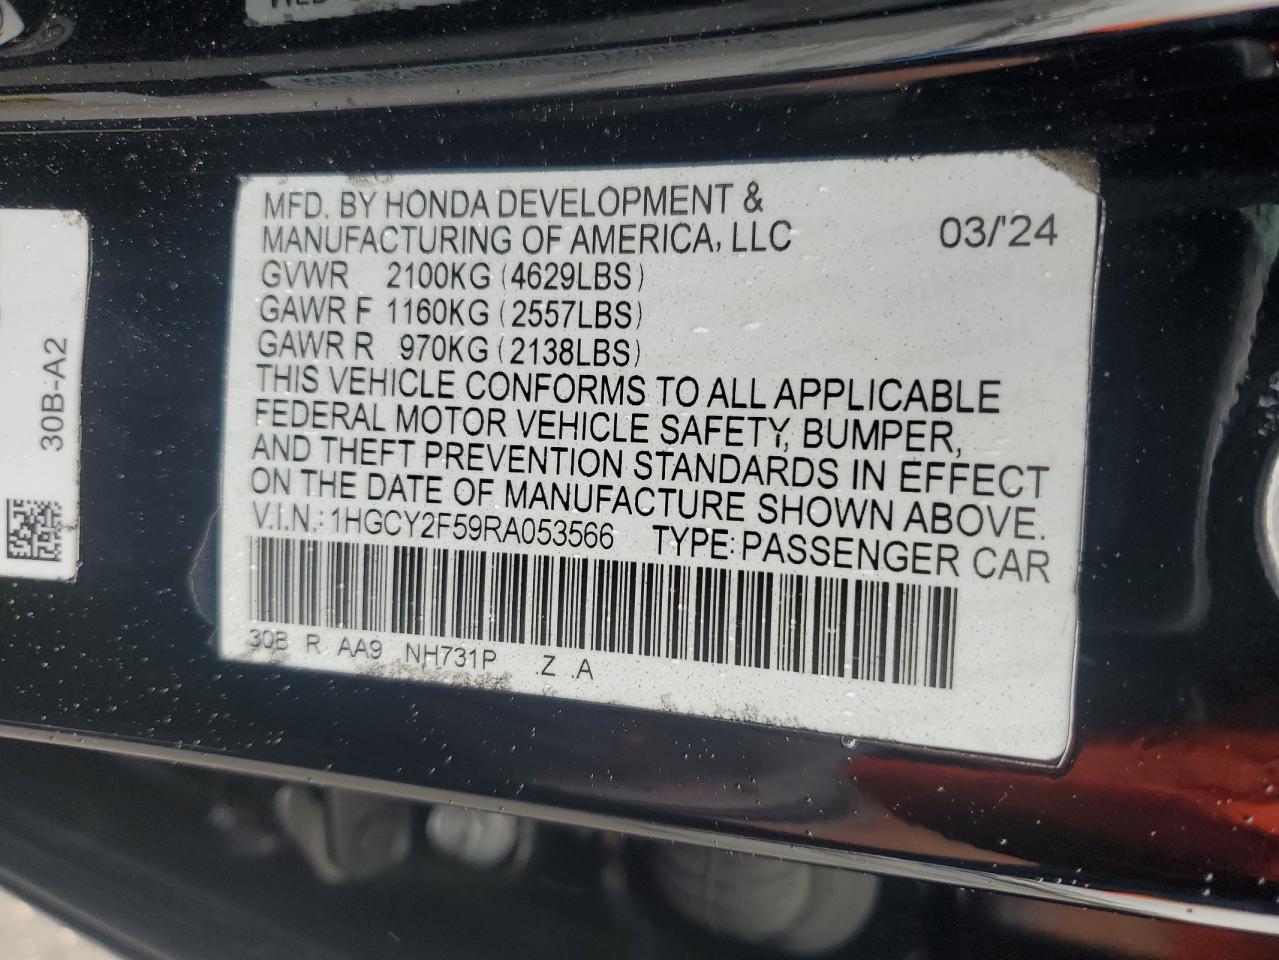 MFD. BY HONDA DEVELOPMENT &
MANUFACTURING OF AMERICA, LLC 03/'24
GVWR 2100KG (4629LBS)
GAWR F 1160KG (2557LBS)
GAWR R 970KG (2138LBS)
THIS VEHICLE CONFORMS TO ALL APPLICABLE
FEDERAL MOTOR VEHICLE SAFETY, BUMPER,
AND THEFT PREVENTION STANDARDS IN EFFECT
ON THE DATE OF MANUFACTURE SHOWN ABOVE.
V.I.N.: 1HGCY2F59RA053566 TYPE: PASSENGER CAR
30B R AA9 NH731P Z A
30B-A2